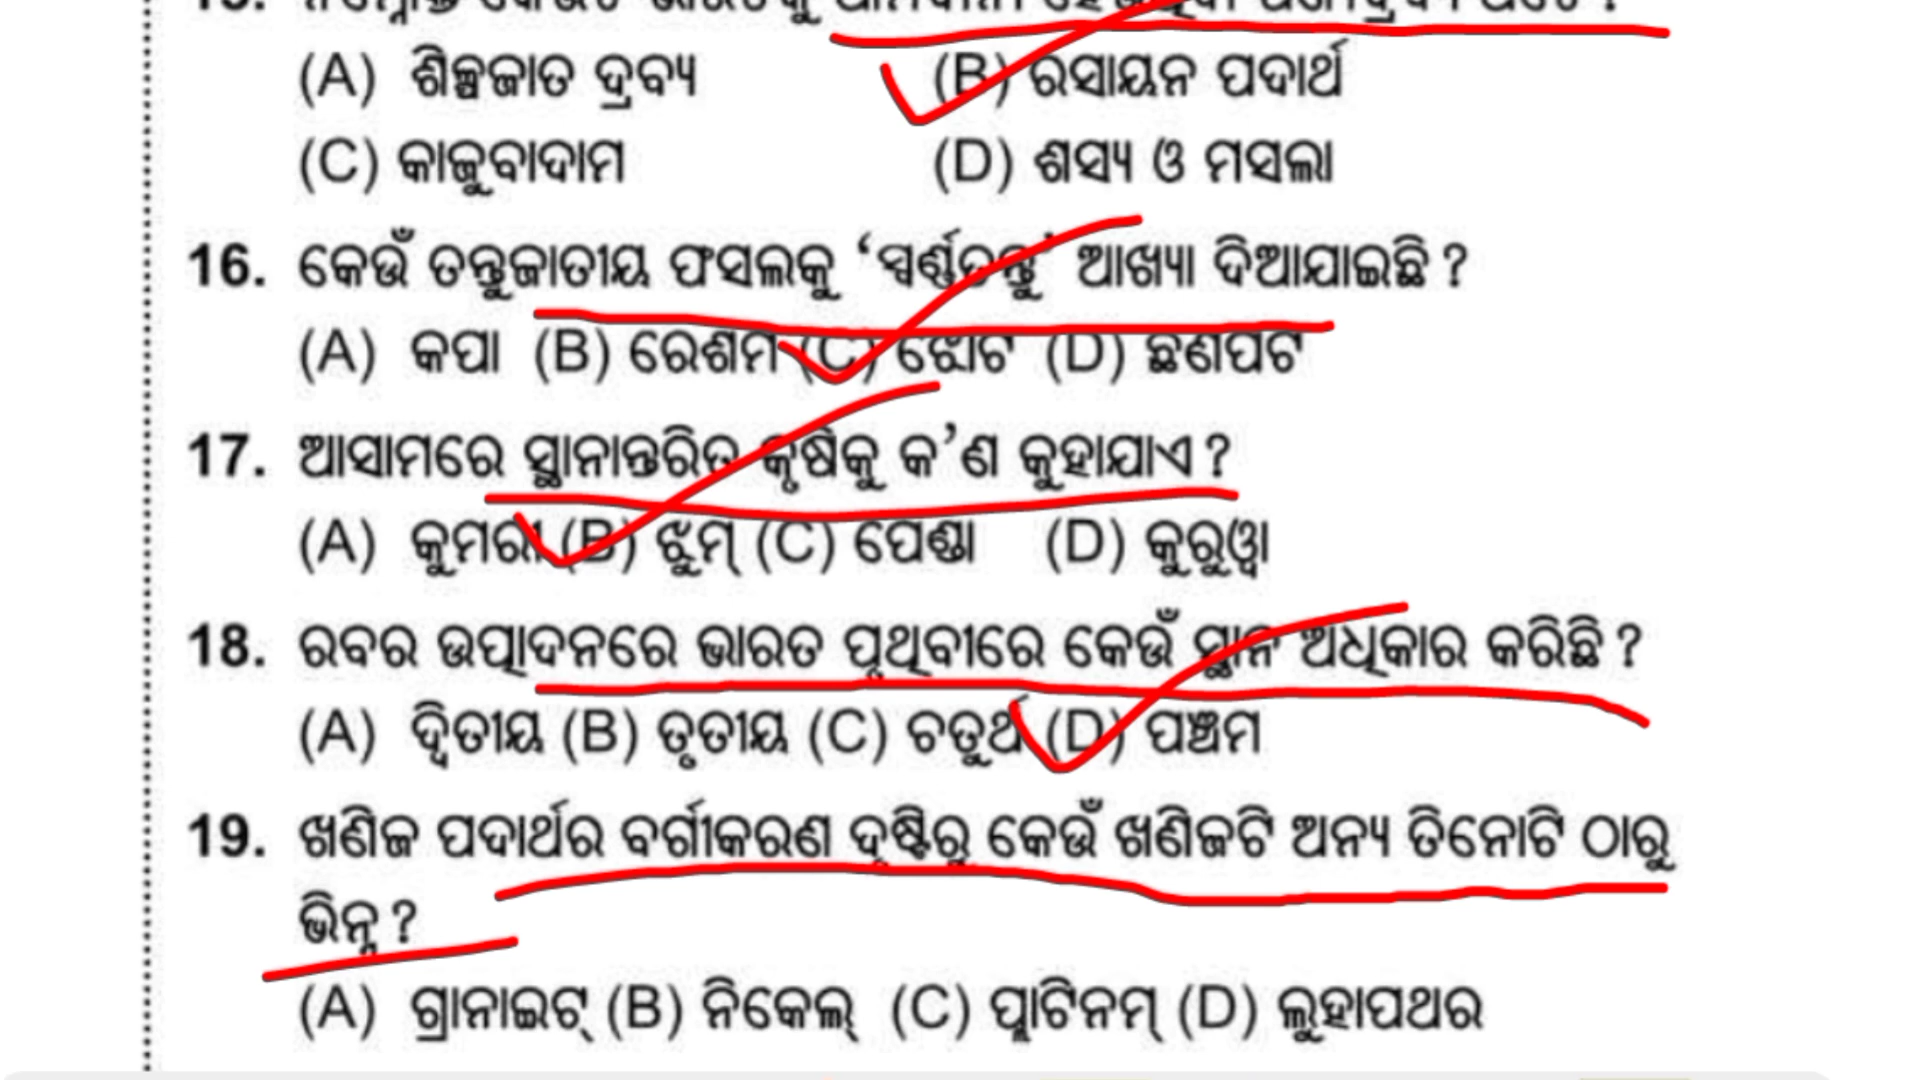 (A) ଶିଳ୍ପଜାତ ଦ୍ରବ୍ୟ (B) ରସାୟନ ପଦାର୍ଥ
(C) କାଜୁବାଦାମ (D) ଶସ୍ୟ ଓ ମସଲା
16. କେଉଁ ତନ୍ତୁଜାତୀୟ ଫସଲକୁ ‘ସ୍ୱର୍ଣ୍ଣତନ୍ତୁ’ ଆଖ୍ୟା ଦିଆଯାଇଛି ?
(A) କପା (B) ରେଶମ (C) ଝୋଟ (D) ଛଣପଟ
17. ଆସାମରେ ସ୍ଥାନାନ୍ତରିତ କୃଷିକୁ କ’ଣ କୁହାଯାଏ ?
(A) କୁମରୀ (B) ଝୁମ୍ (C) ପେଣ୍ଡା (D) କୁରୁୱା
18. ରବର ଉତ୍ପାଦନରେ ଭାରତ ପୃଥିବୀରେ କେଉଁ ସ୍ଥାନ ଅଧିକାର କରିଛି ?
(A) ଦ୍ୱିତୀୟ (B) ତୃତୀୟ (C) ଚତୁର୍ଥ (D) ପଞ୍ଚମ
19. ଖଣିଜ ପଦାର୍ଥର ବର୍ଗୀକରଣ ଦୃଷ୍ଟିରୁ କେଉଁ ଖଣିଜଟି ଅନ୍ୟ ତିନୋଟି ଠାରୁ
ଭିନ୍ନ ?
(A) ଗ୍ରାନାଇଟ୍ (B) ନିକେଲ୍ (C) ପ୍ଲାଟିନମ୍ (D) ଲୁହାପଥର